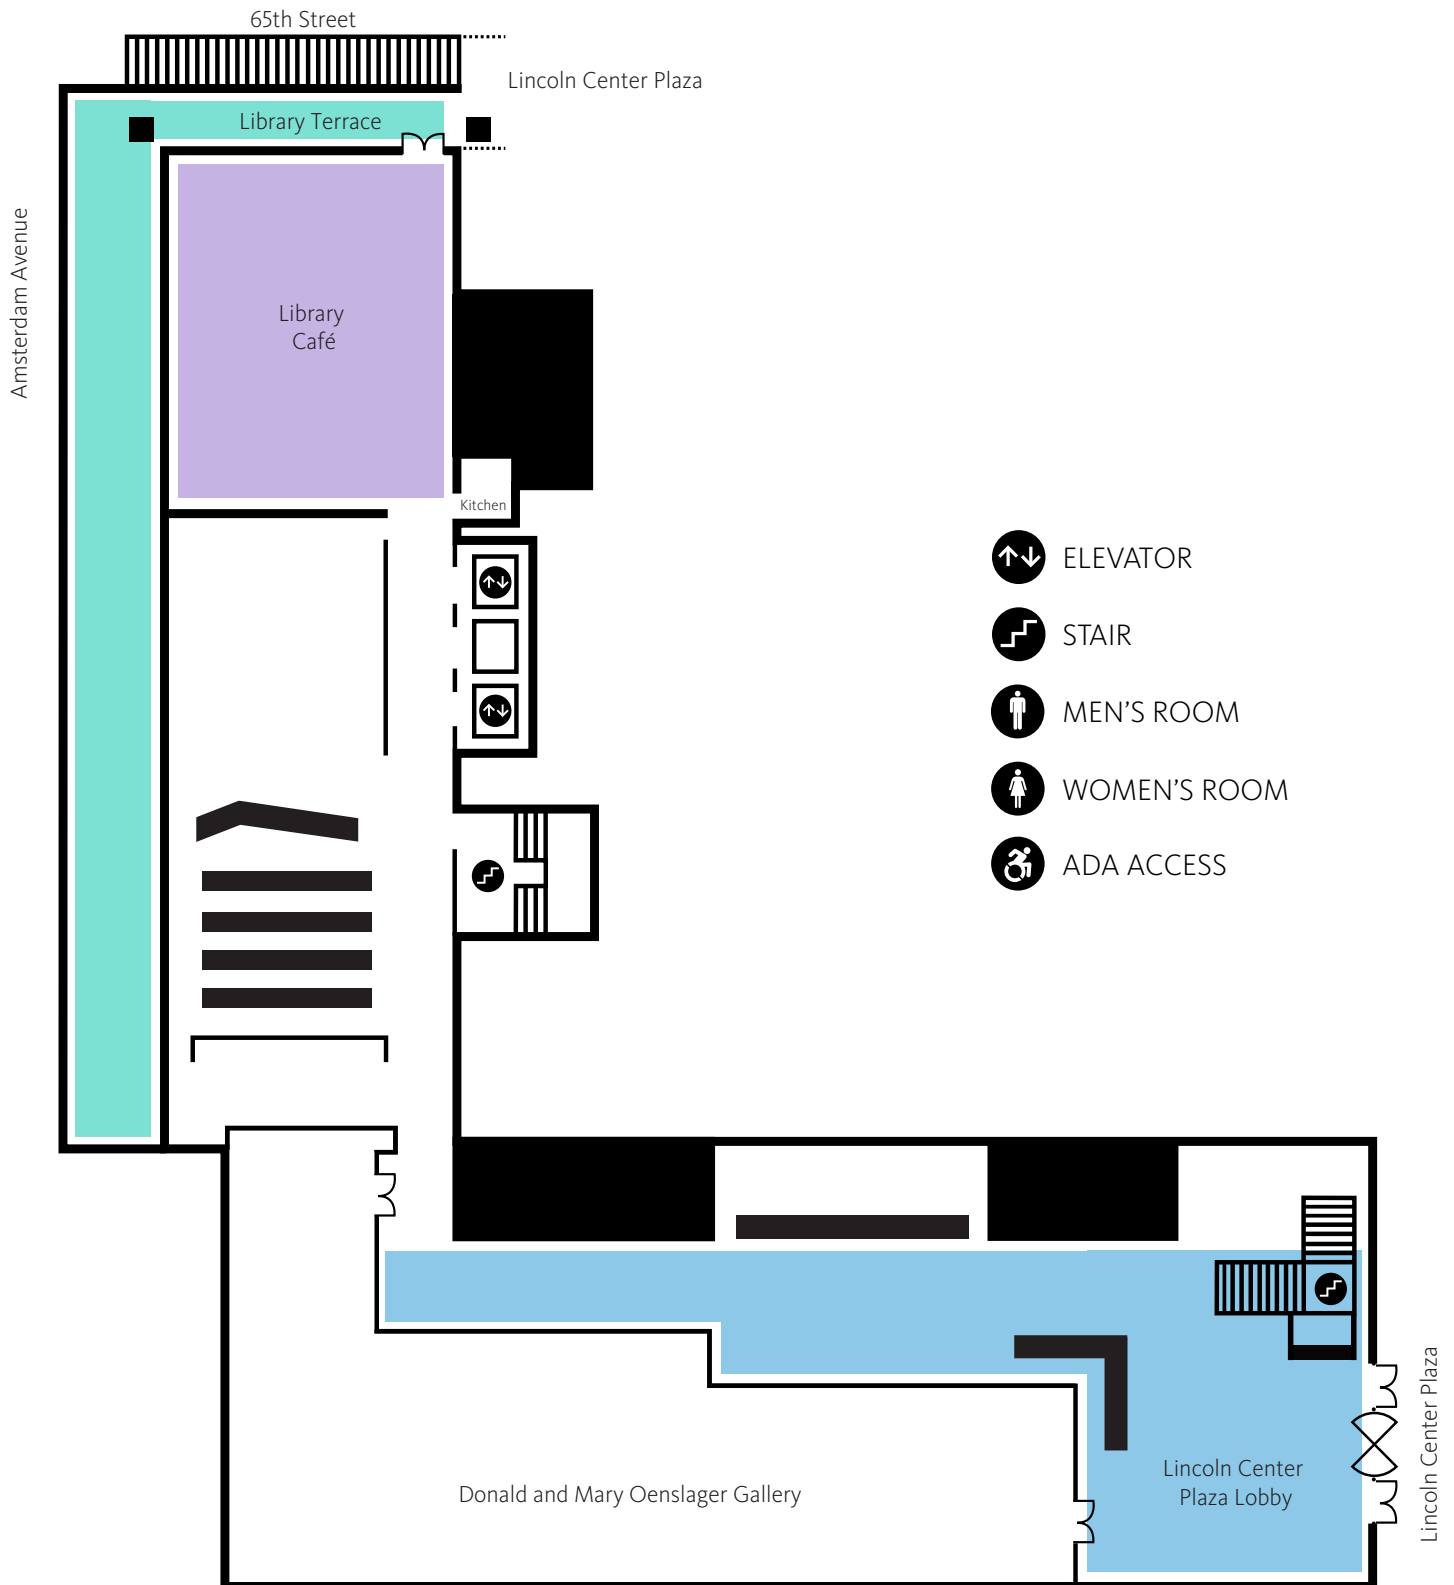 65th Street
Lincoln Center Plaza
Library Terrace
Amsterdam Avenue
Library
Café
Kitchen
ELEVATOR
STAIR
MEN'S ROOM
WOMEN'S ROOM
ADA ACCESS
Lincoln Center
Plaza Lobby
Lincoln Center Plaza
Donald and Mary Oenslager Gallery